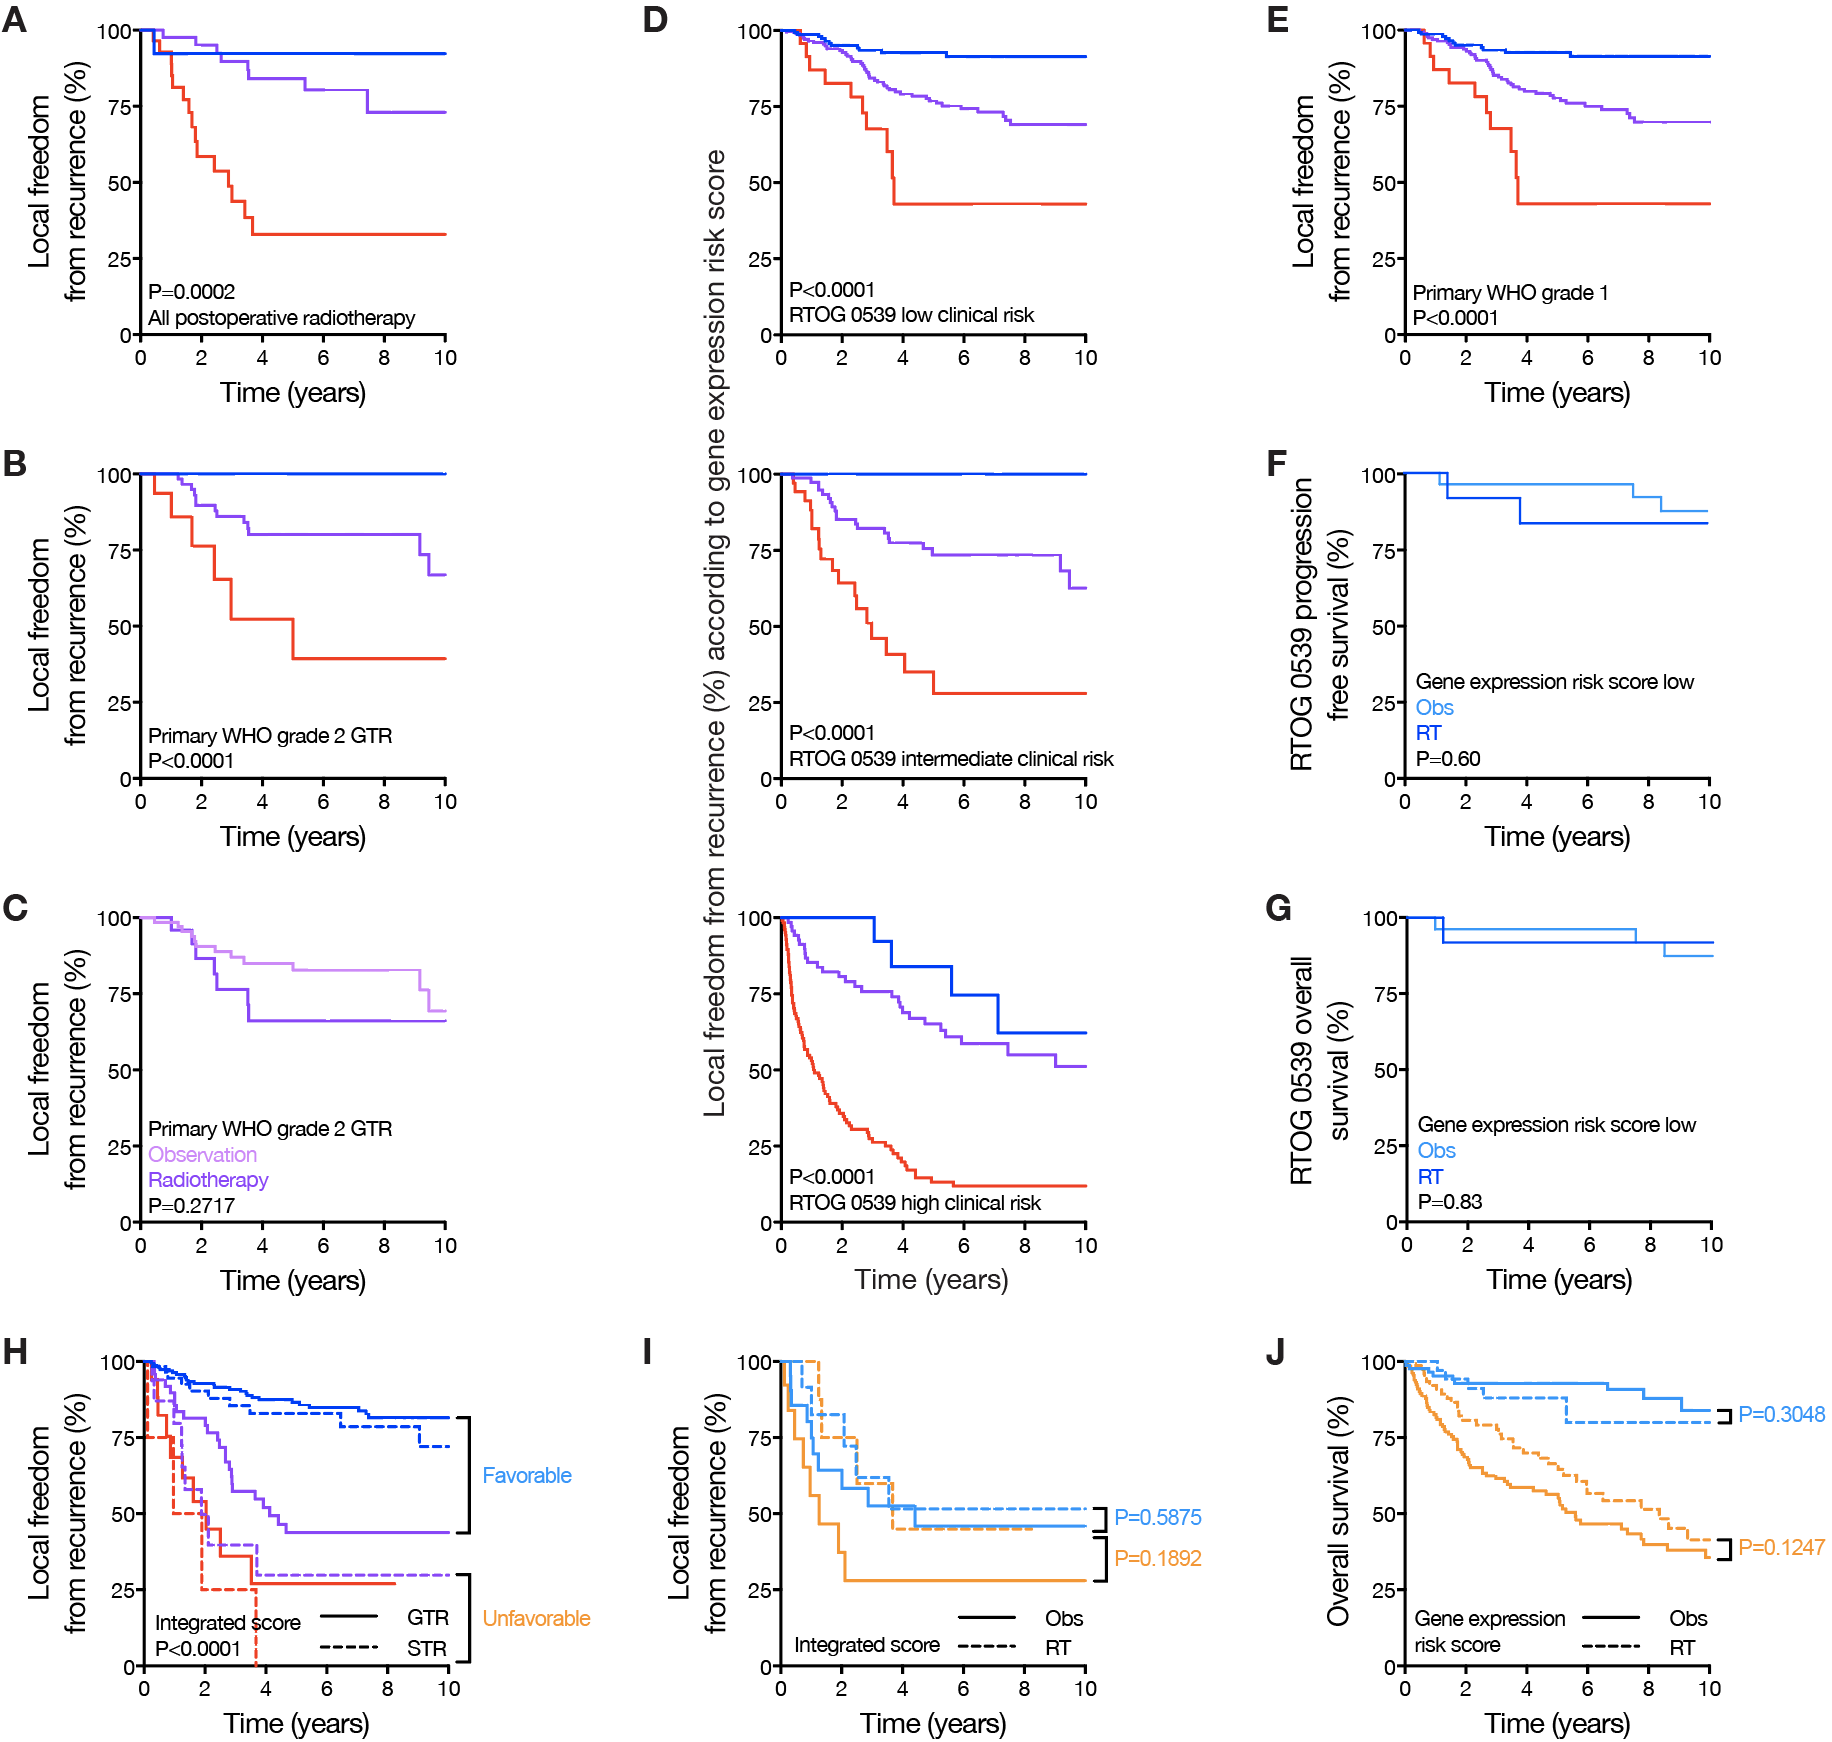 A
Local freedom
from recurrence (%)
100
75
50
25
0
P=0.0002
All postoperative radiotherapy
0 2 4 6 8 10
Time (years)
B
Local freedom
from recurrence (%)
100
75
50
25
0
Primary WHO grade 2 GTR
P<0.0001
0 2 4 6 8 10
Time (years)
C
Local freedom
from recurrence (%)
100
75
50
25
0
Primary WHO grade 2 GTR
Observation
Radiotherapy
P=0.2717
0 2 4 6 8 10
Time (years)
D
Local freedom from recurrence (%) according to gene expression risk score
100
75
50
25
0
P<0.0001
RTOG 0539 low clinical risk
0 2 4 6 8 10
100
75
50
25
0
P<0.0001
RTOG 0539 intermediate clinical risk
0 2 4 6 8 10
100
75
50
25
0
P<0.0001
RTOG 0539 high clinical risk
0 2 4 6 8 10
Time (years)
E
Local freedom
from recurrence (%)
100
75
50
25
0
Primary WHO grade 1
P<0.0001
0 2 4 6 8 10
Time (years)
F
RTOG 0539 progression
free survival (%)
100
75
50
25
0
Gene expression risk score low
Obs
RT
P=0.60
0 2 4 6 8 10
Time (years)
G
RTOG 0539 overall
survival (%)
100
75
50
25
0
Gene expression risk score low
Obs
RT
P=0.83
0 2 4 6 8 10
Time (years)
H
Local freedom
from recurrence (%)
100
75
50
25
0
Favorable
Unfavorable
Integrated score
P<0.0001
GTR
STR
0 2 4 6 8 10
Time (years)
I
Local freedom
from recurrence (%)
100
75
50
25
0
P=0.5875
P=0.1892
Integrated score
Obs
RT
0 2 4 6 8 10
Time (years)
J
Overall survival (%)
100
75
50
25
0
P=0.3048
P=0.1247
Gene expression
risk score
Obs
RT
0 2 4 6 8 10
Time (years)